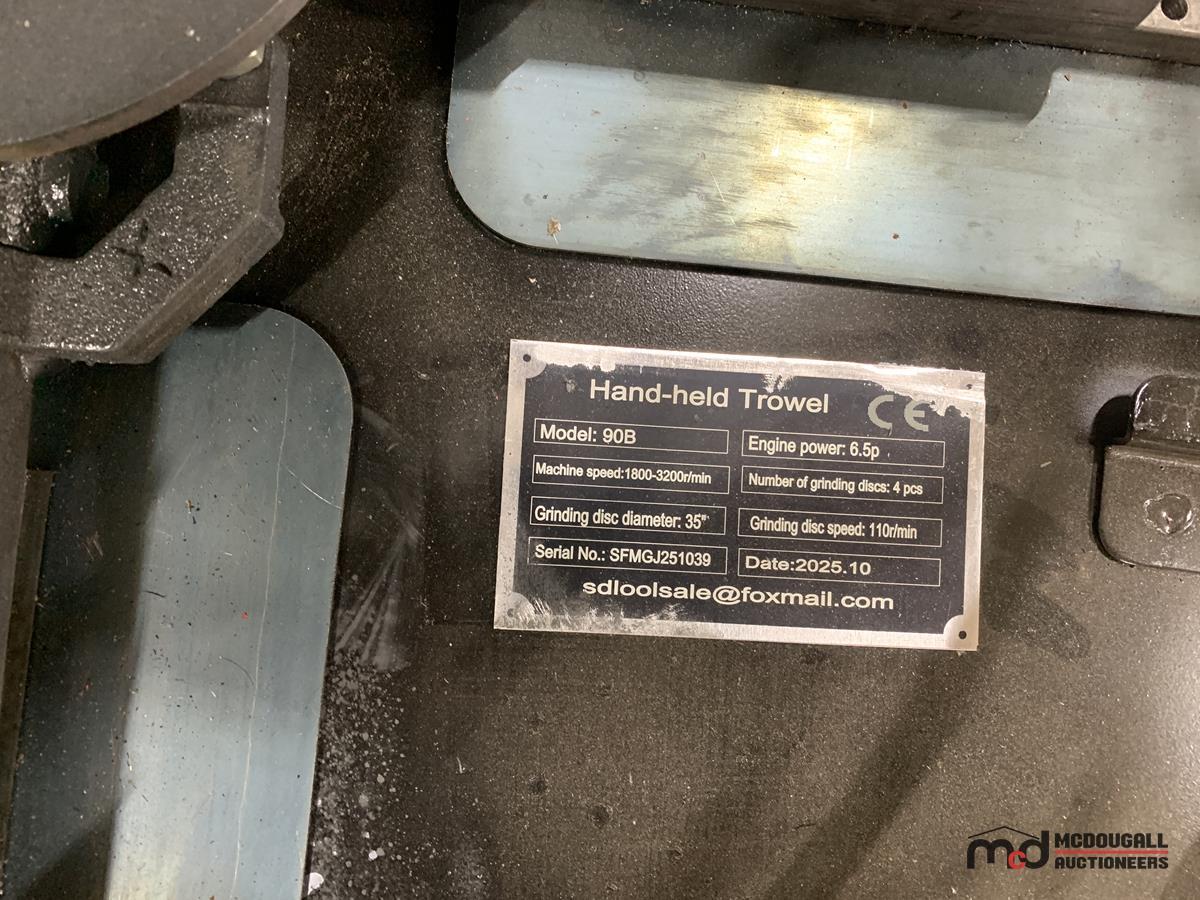 Hand-held Trowel
CE
Model: 90B
Engine power: 6.5p
Machine speed:1800-3200r/min
Number of grinding discs: 4 pcs
Grinding disc diameter: 35"
Grinding disc speed: 110r/min
Serial No.: SFMGJ251039
Date:2025.10
sdloolsale@foxmail.com
mcd
MCDOUGALL
AUCTIONEERS